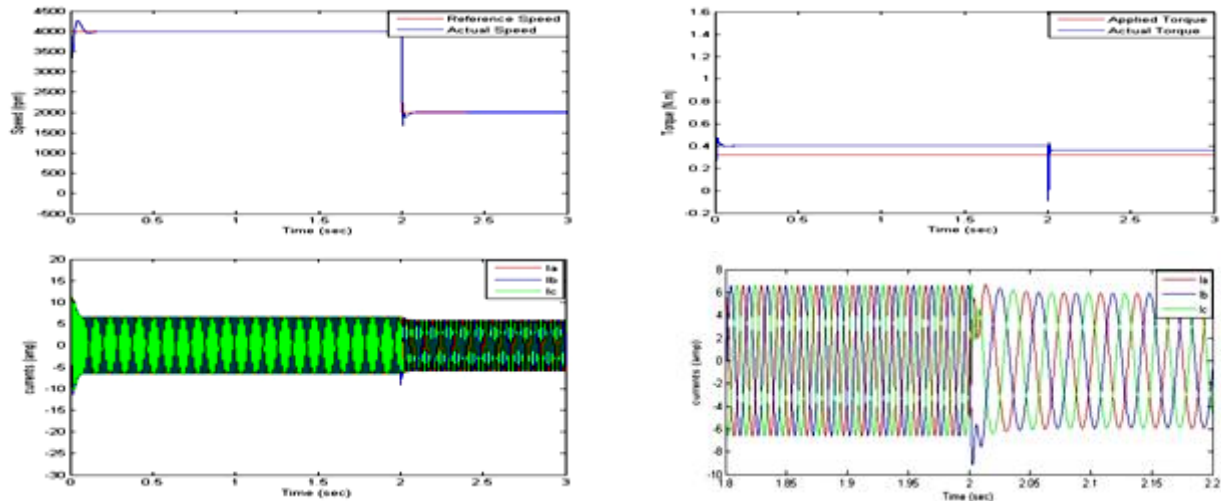 4500
4000
3500
3000
2500
2000
1500
1000
500
0
-500
Speed (rpm)
Reference Speed
Actual Speed
0 0.5 1 1.5 2 2.5 3
Time (sec)
1.6
1.4
1.2
1
0.8
0.6
0.4
0.2
0
-0.2
Torque (N.m)
Applied Torque
Actual Torque
0 0.5 1 1.5 2 2.5 3
Time (sec)
20
15
10
5
0
-5
-10
-15
-20
-25
-30
currents (amp)
Ia
Ib
Ic
0 0.5 1 1.5 2 2.5 3
Time (sec)
8
6
4
2
0
-2
-4
-6
-8
-10
currents (amp)
Ia
Ib
Ic
1.8 1.85 1.9 1.95 2 2.05 2.1 2.15 2.2
Time (sec)